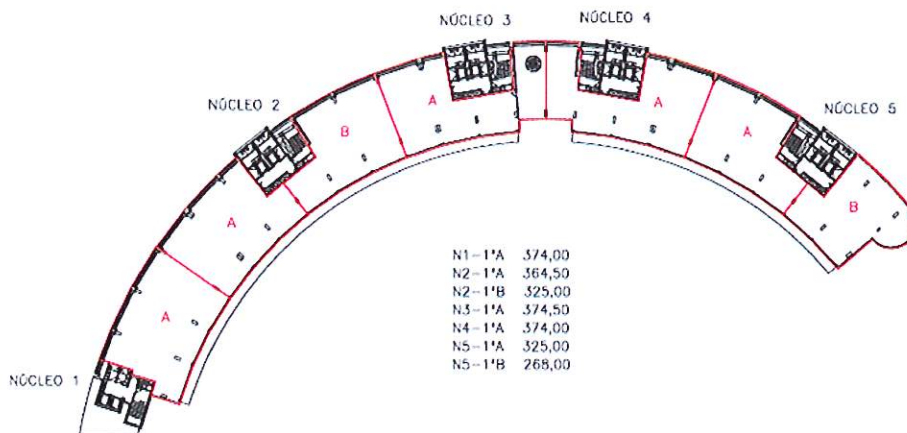 NÚCLEO 3
NÚCLEO 4
NÚCLEO 2
NÚCLEO 5
A
A
B
A
A
B
A
N1-1ªA 374,00
N2-1ªA 364,50
N2-1ªB 325,00
N3-1ªA 374,50
N4-1ªA 374,00
N5-1ªA 325,00
N5-1ªB 268,00
NÚCLEO 1